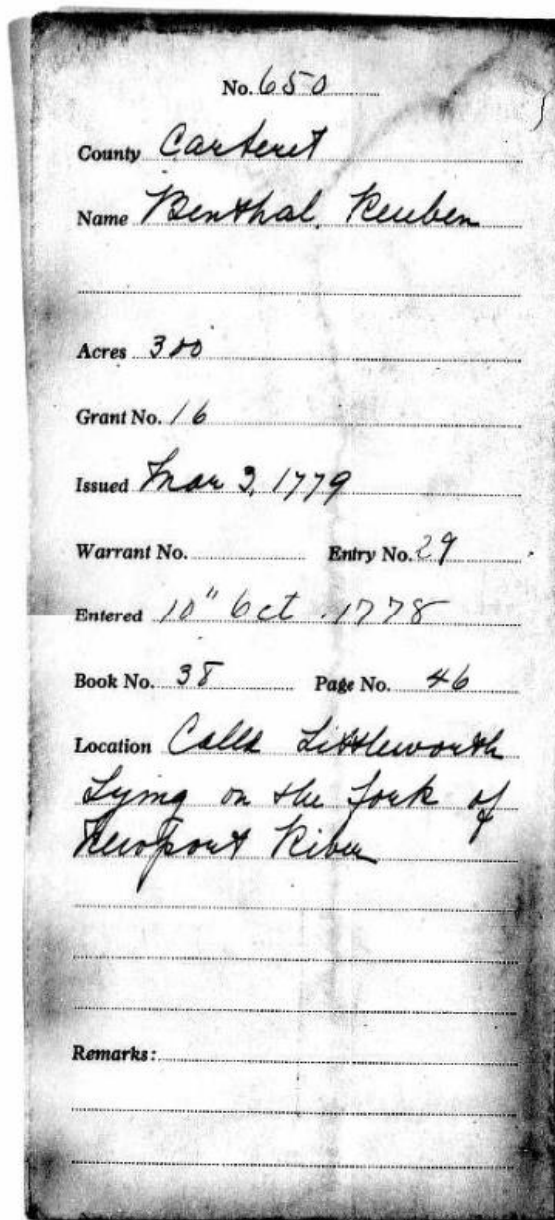 No. 650
County Carteret
Name Benthal, Reuben
Acres 300
Grant No. 16
Issued Mar 3, 1779
Warrant No. Entry No. 29
Entered 10" Oct. 1778
Book No. 38 Page No. 46
Location Calld Littleworth
Lying on the fork of
Newport River
Remarks: